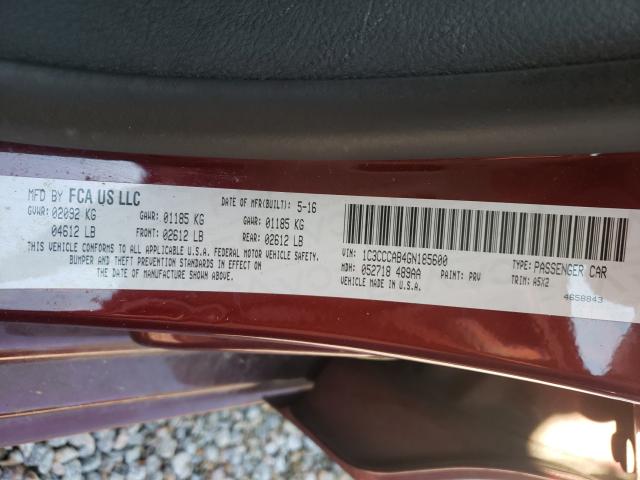 MFD BY FCA US LLC DATE OF MFR(BUILT): 5-16
GVWR: 02092 KG GAWR: 01185 KG GAWR: 01185 KG
04612 LB FRONT: 02612 LB REAR: 02612 LB
THIS VEHICLE CONFORMS TO ALL APPLICABLE U.S.A. FEDERAL MOTOR VEHICLE SAFETY,
BUMPER AND THEFT PREVENTION STANDARDS IN EFFECT ON
THE DATE OF MANUFACTURE SHOWN ABOVE.
VIN: 1C3CCCAB4GN185600 TYPE: PASSENGER CAR
MDH: 052718 489AA PAINT: PRV TRIM: A5X2
VEHICLE MADE IN U.S.A.
4658843